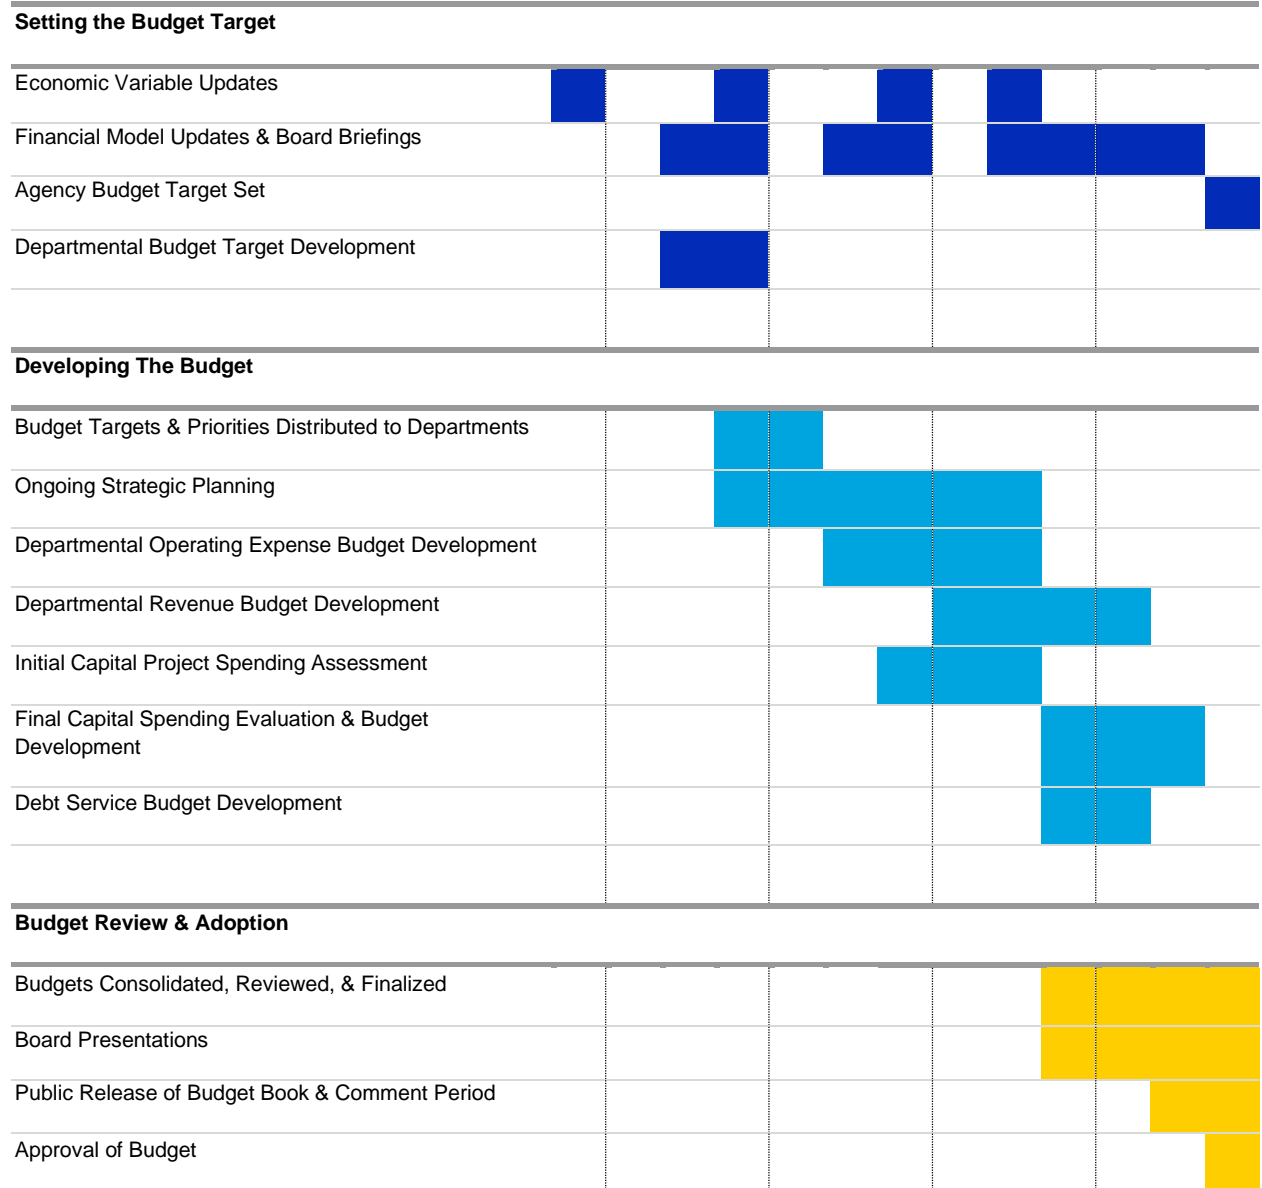 Setting the Budget Target
Economic Variable Updates
Financial Model Updates & Board Briefings
Agency Budget Target Set
Departmental Budget Target Development
Developing The Budget
Budget Targets & Priorities Distributed to Departments
Ongoing Strategic Planning
Departmental Operating Expense Budget Development
Departmental Revenue Budget Development
Initial Capital Project Spending Assessment
Final Capital Spending Evaluation & Budget
Development
Debt Service Budget Development
Budget Review & Adoption
Budgets Consolidated, Reviewed, & Finalized
Board Presentations
Public Release of Budget Book & Comment Period
Approval of Budget